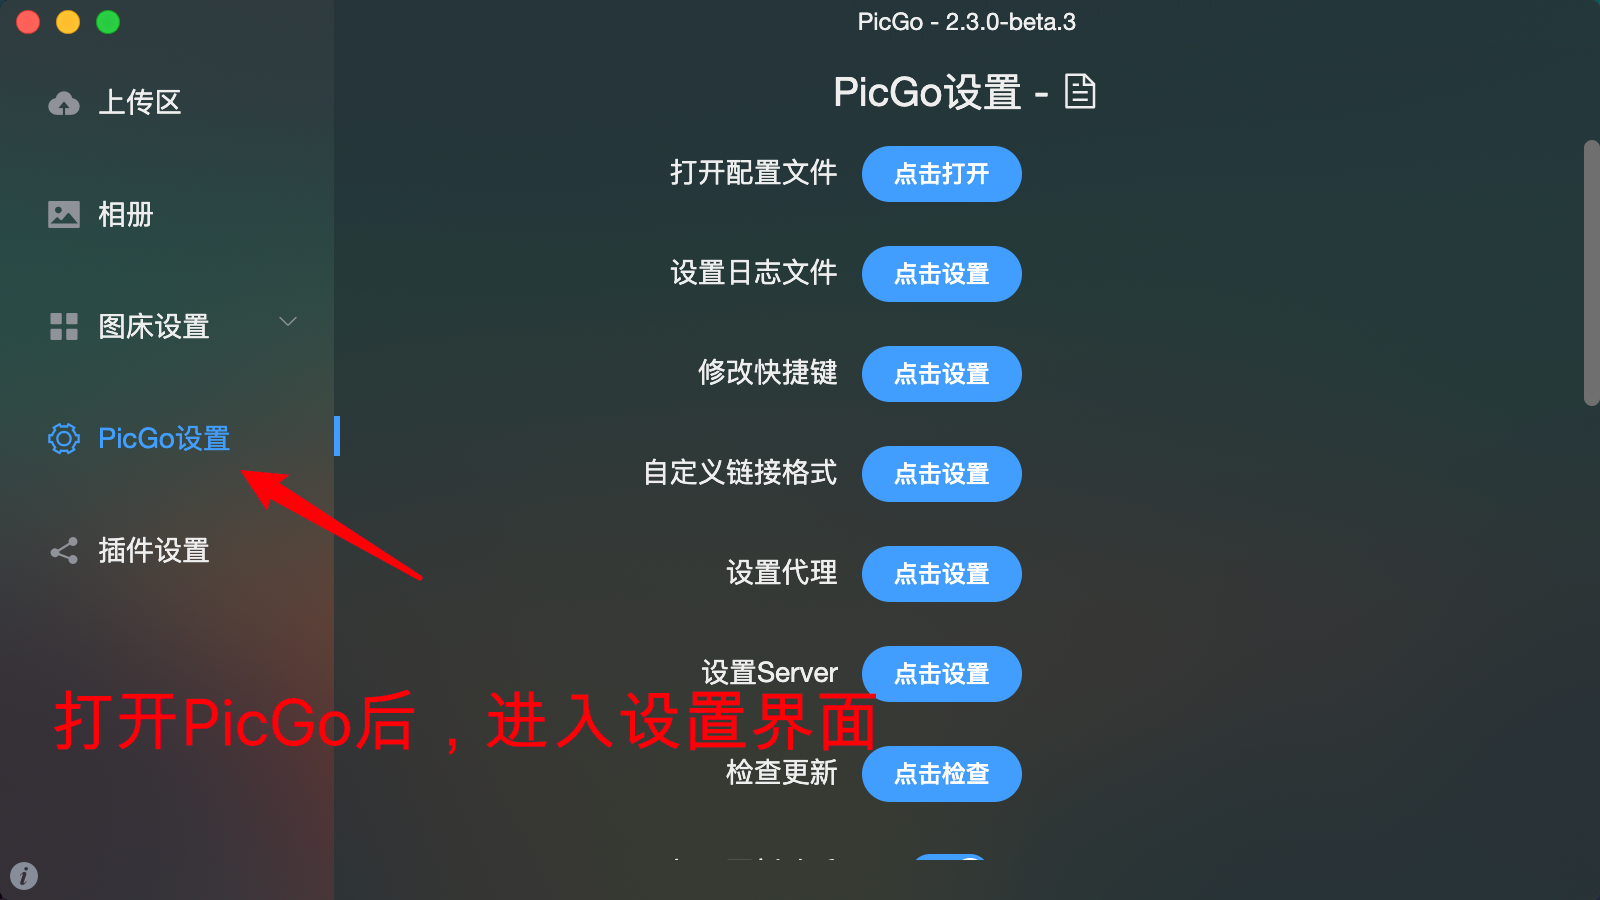 PicGo - 2.3.0-beta.3
上传区
相册
图床设置
PicGo设置
插件设置
PicGo设置 -
打开配置文件 点击打开
设置日志文件 点击设置
修改快捷键 点击设置
自定义链接格式 点击设置
设置代理 点击设置
设置Server 点击设置
打开PicGo后，进入设置界面
检查更新 点击检查